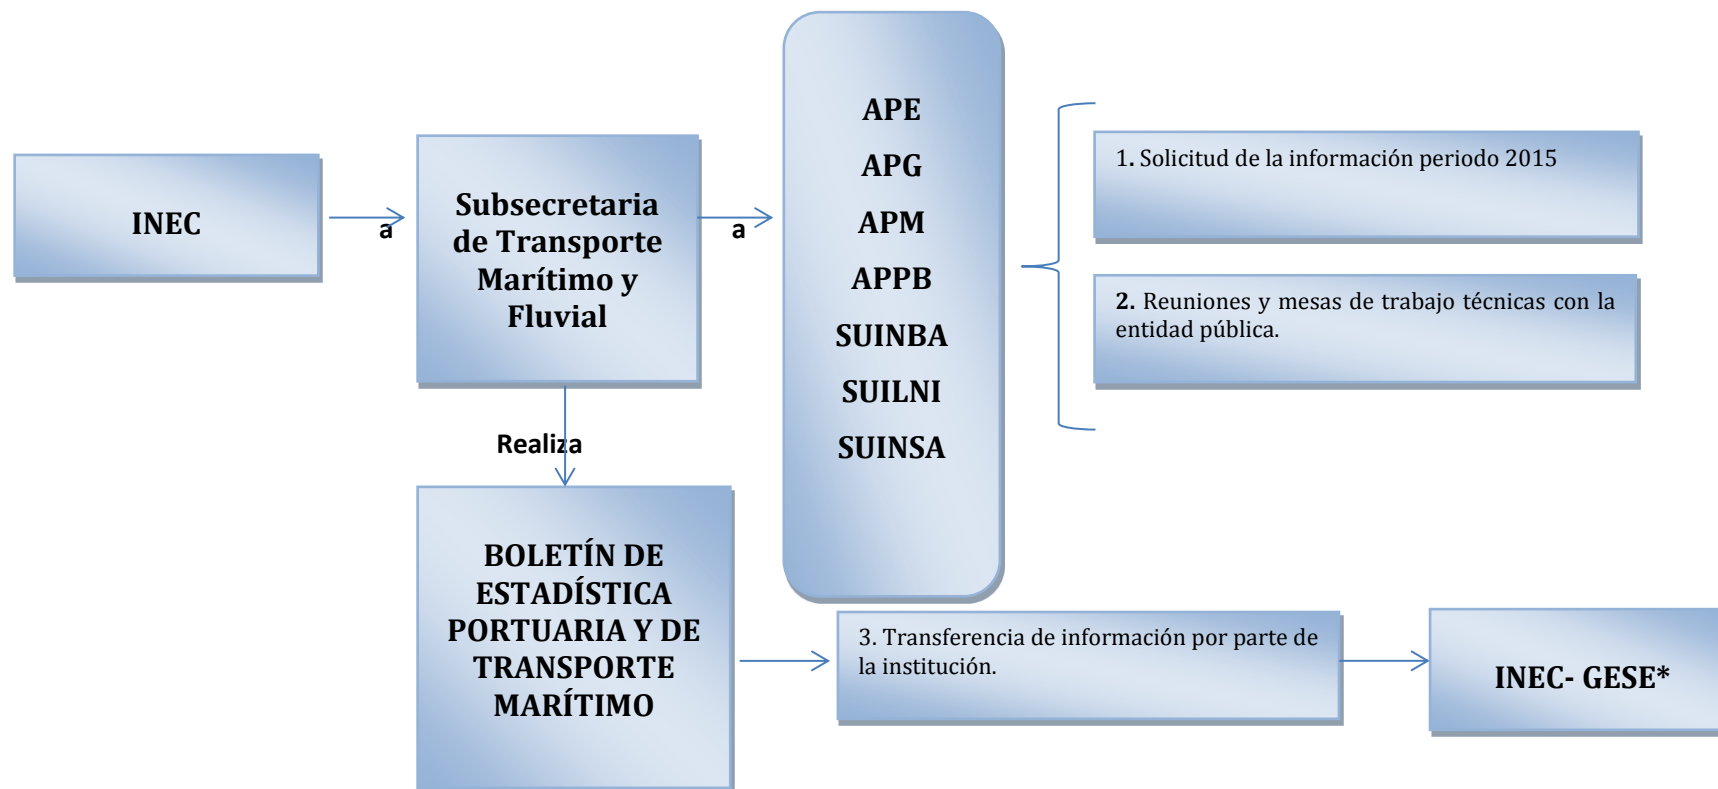 INEC
a
Subsecretaria
de Transporte
Marítimo y
Fluvial
a
APE
APG
APM
APPB
SUINBA
SUILNI
SUINSA
1. Solicitud de la información periodo 2015
2. Reuniones y mesas de trabajo técnicas con la
entidad pública.
Realiza
BOLETÍN DE
ESTADÍSTICA
PORTUARIA Y DE
TRANSPORTE
MARÍTIMO
3. Transferencia de información por parte de
la institución.
INEC- GESE*